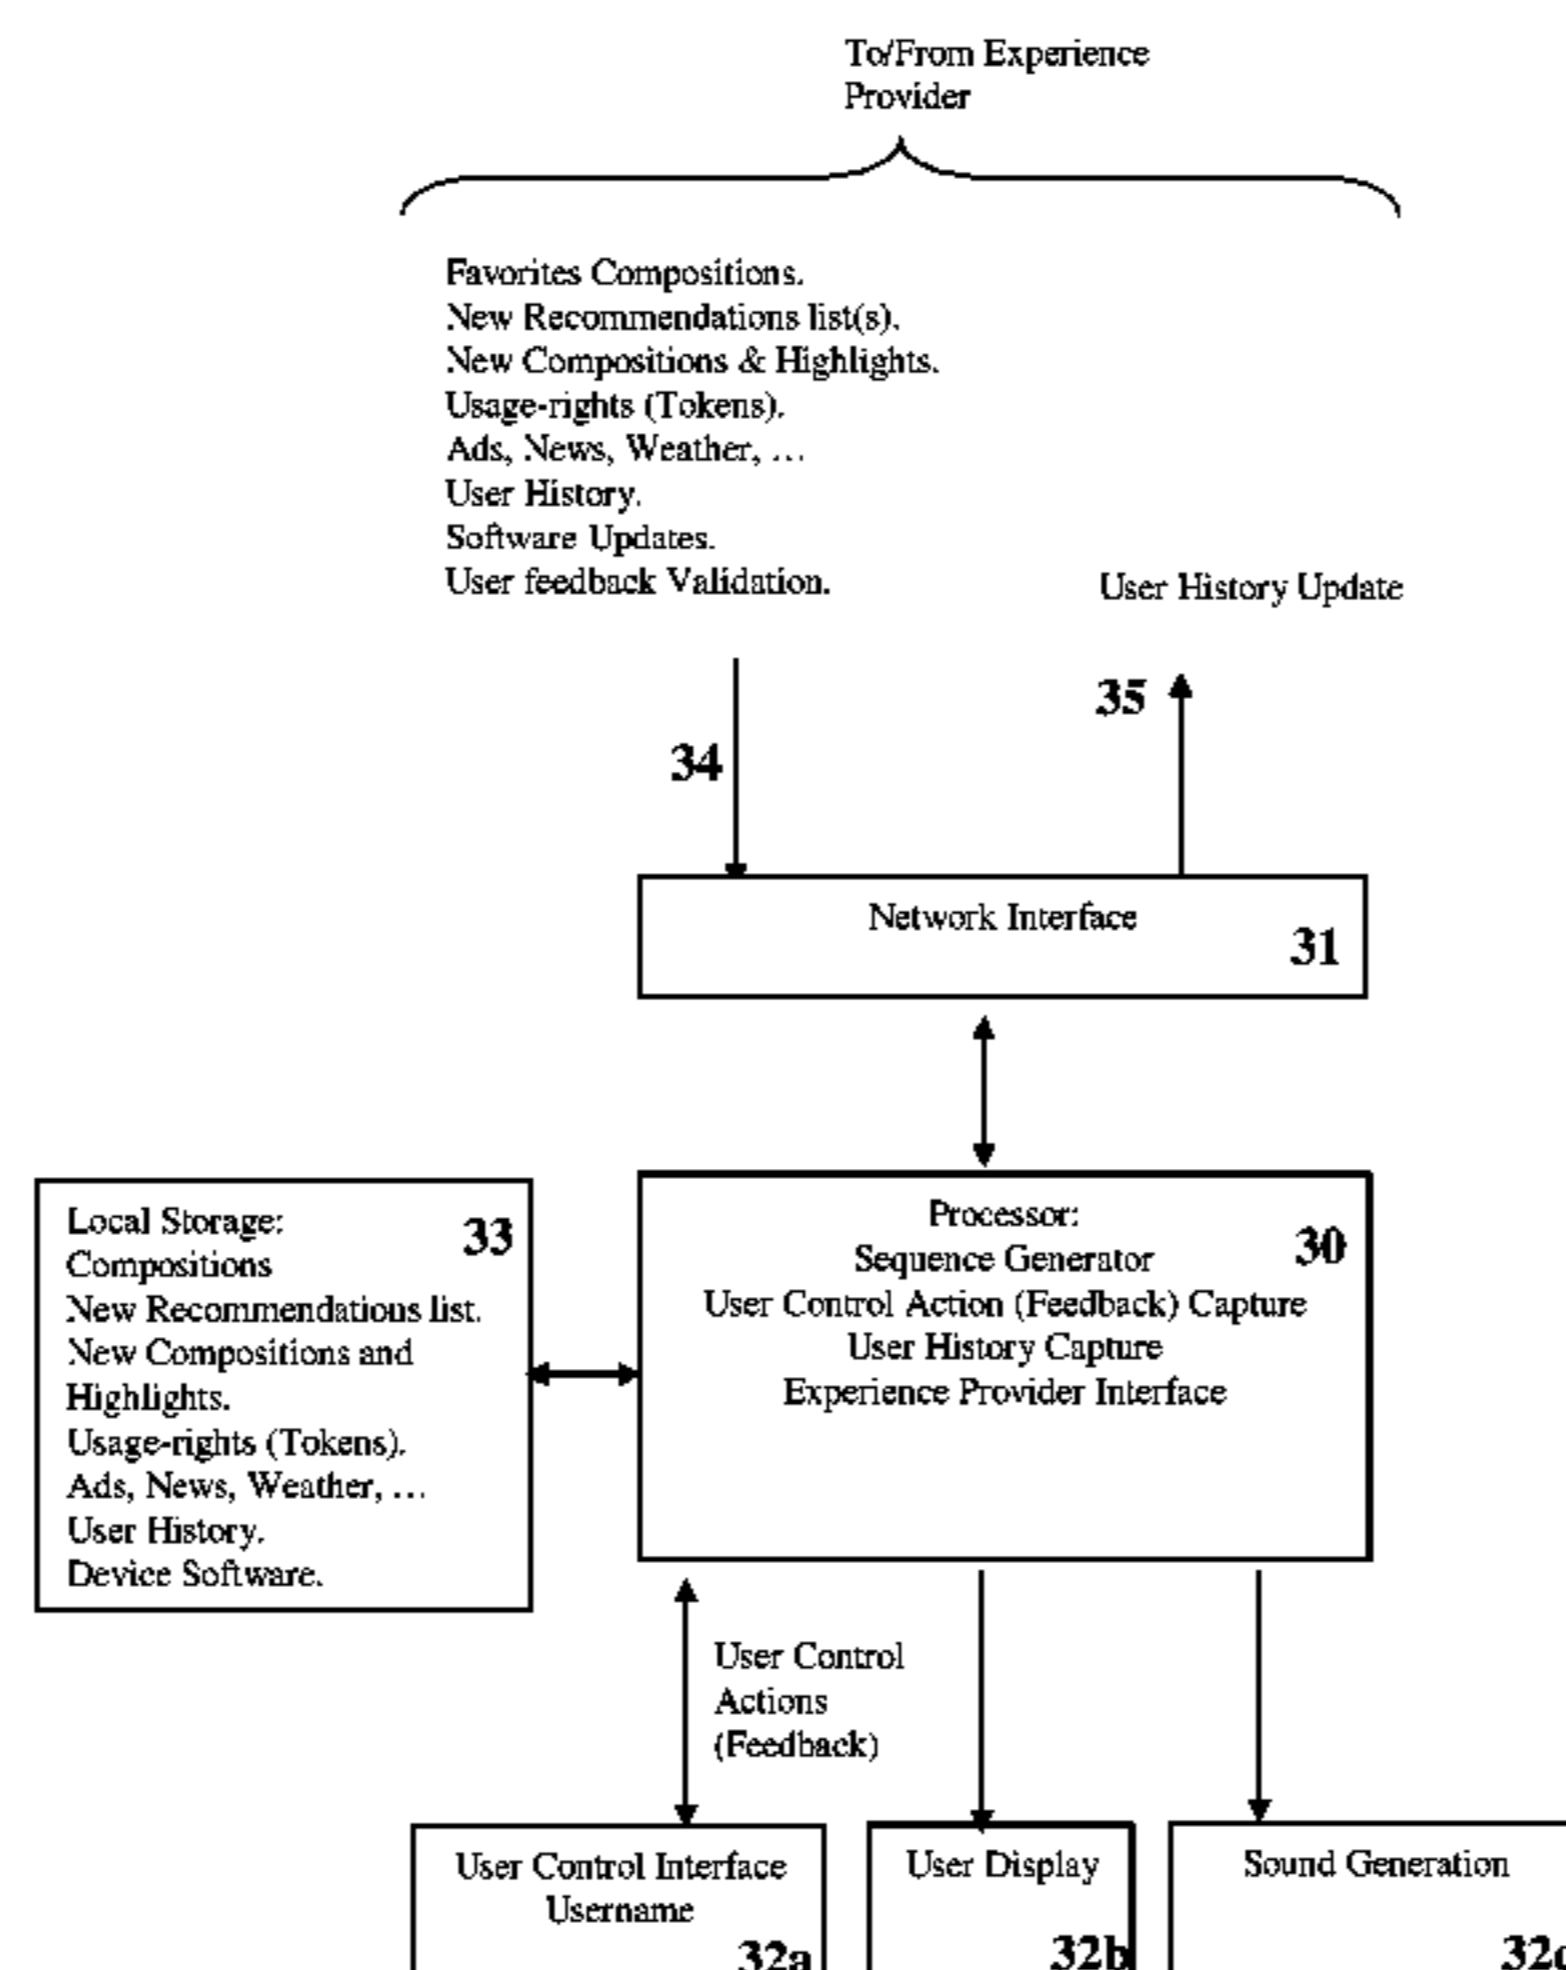 To/From Experience
Provider
Favorites Compositions.
New Recommendations list(s).
New Compositions & Highlights.
Usage-rights (Tokens).
Ads, News, Weather, ...
User History.
Software Updates.
User feedback Validation.
User History Update
35
34
Network Interface
31
Local Storage:
33
Compositions
New Recommendations list.
New Compositions and
Highlights.
Usage-rights (Tokens).
Ads, News, Weather, ...
User History.
Device Software.
Processor:
30
Sequence Generator
User Control Action (Feedback) Capture
User History Capture
Experience Provider Interface
User Control
Actions
(Feedback)
User Control Interface
Username
32a
User Display
32b
Sound Generation
32c